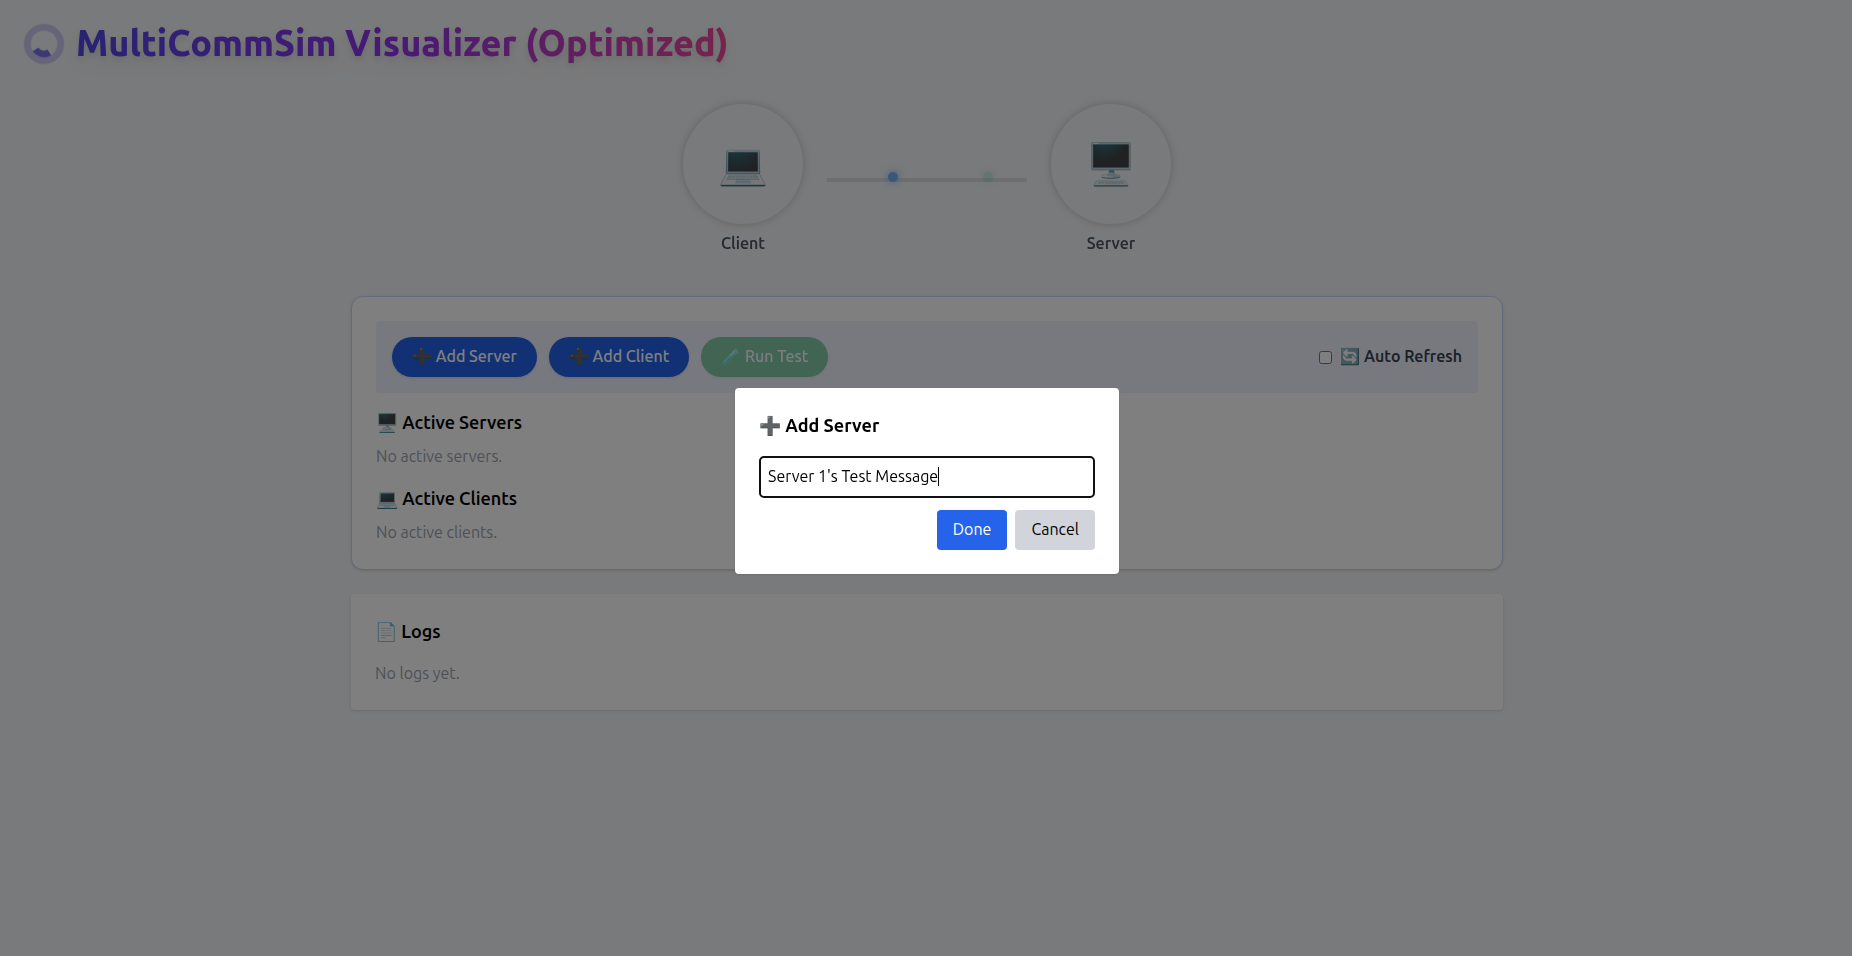 MultiCommSim Visualizer (Optimized)
Client
Server
➕ Add Server
➕ Add Client
🧪 Run Test
🔄 Auto Refresh
🖥️ Active Servers
No active servers.
💻 Active Clients
No active clients.
➕ Add Server
Server 1's Test Message
Done
Cancel
📄 Logs
No logs yet.